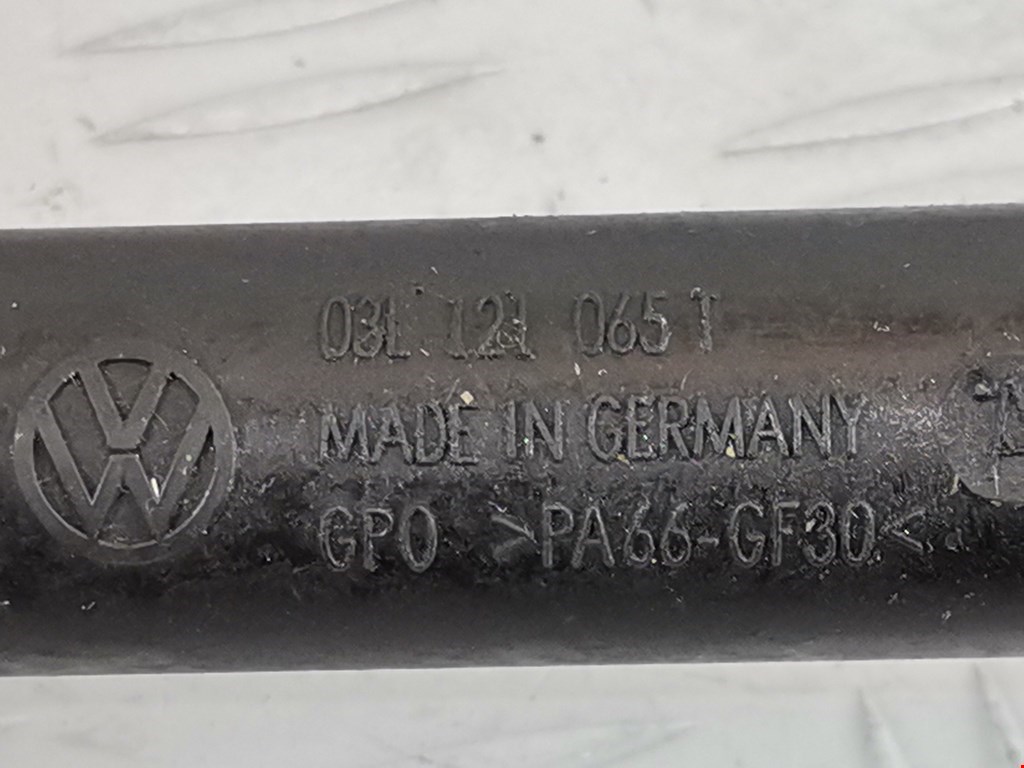 03L 121 065 T
MADE IN GERMANY
GPO >PA66-GF30<